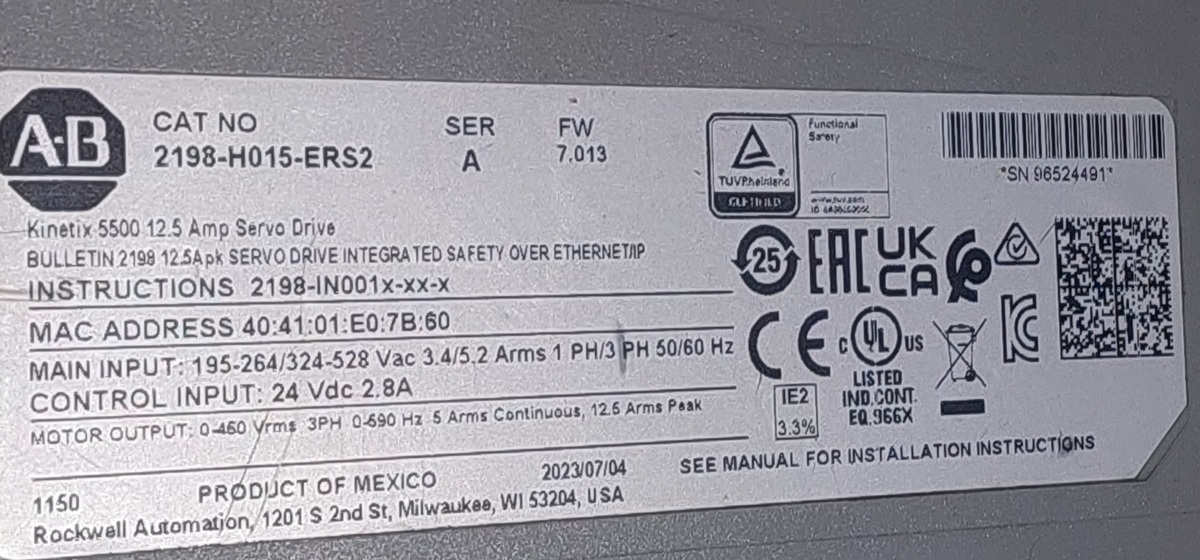 A-B
CAT NO
2198-H015-ERS2
SER
A
FW
7.013
TUVRheinland
Functional
Safety
*SN 96524491*
Kinetix 5500 12.5 Amp Servo Drive
BULLETIN 2198 12.5Apk SERVO DRIVE INTEGRATED SAFETY OVER ETHERNET/IP
INSTRUCTIONS 2198-IN001x-xx-x
MAC ADDRESS 40:41:01:E0:7B:60
MAIN INPUT: 195-264/324-528 Vac 3.4/5.2 Arms 1 PH/3 PH 50/60 Hz
CONTROL INPUT: 24 Vdc 2.8A
MOTOR OUTPUT: 0-460 Vrms 3PH 0-590 Hz 5 Arms Continuous, 12.5 Arms Peak
25
EAC
UK
CA
CE
C UL US
LISTED
IND.CONT.
EQ.966X
IE2
3.3%
1150
PRODUCT OF MEXICO
2023/07/04
SEE MANUAL FOR INSTALLATION INSTRUCTIONS
Rockwell Automation, 1201 S 2nd St, Milwaukee, WI 53204, USA